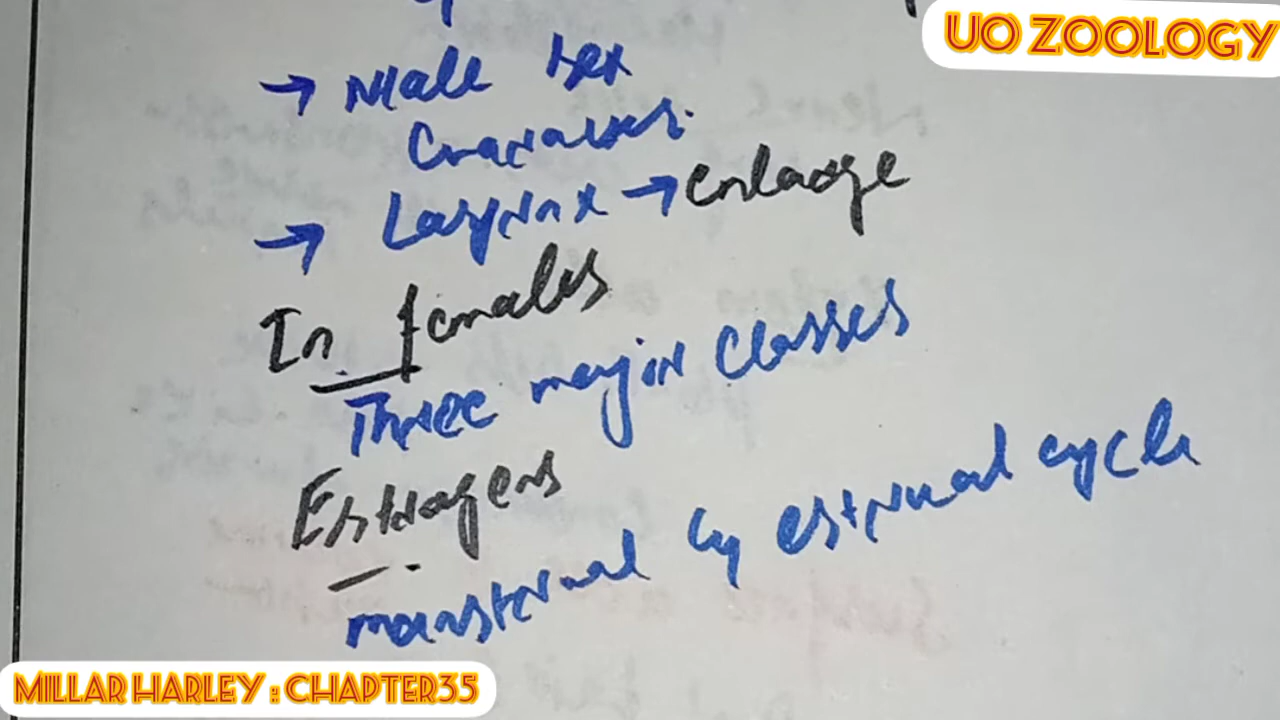 UO ZOOLOGY
→ Male sex
Characters.
→ Larynx → enlarge
In females
Three major classes
Estrogens
menstrual cy estrual cycle
MILLAR HARLEY : CHAPTER35